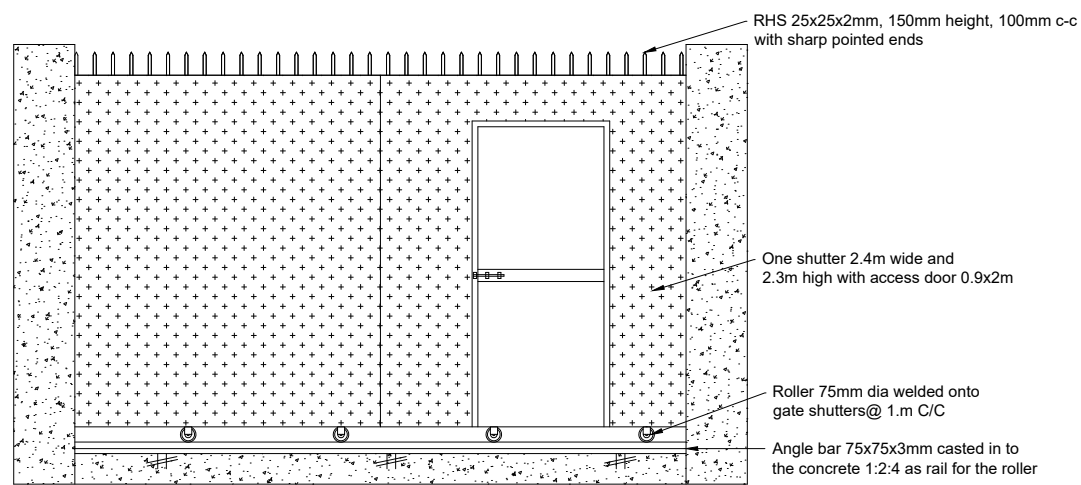 RHS 25x25x2mm, 150mm height, 100mm c-c
with sharp pointed ends
One shutter 2.4m wide and
2.3m high with access door 0.9x2m
Roller 75mm dia welded onto
gate shutters@ 1.m C/C
Angle bar 75x75x3mm casted in to
the concrete 1:2:4 as rail for the roller